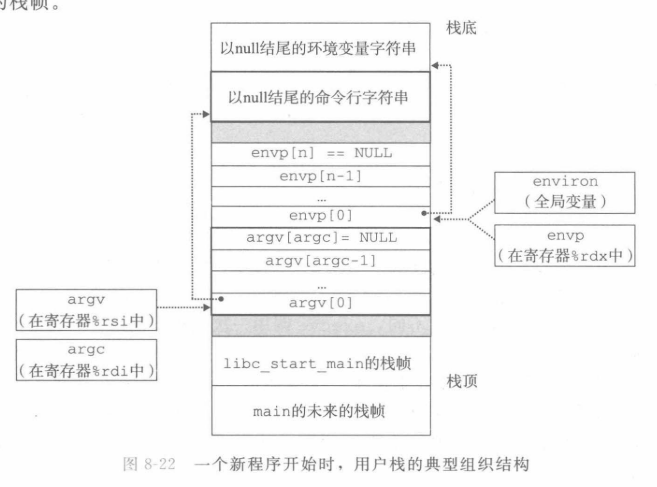 的栈帧。
栈底
以null结尾的环境变量字符串
以null结尾的命令行字符串
envp[n] == NULL
envp[n-1]
…
envp[0]
argv[argc]= NULL
argv[argc-1]
…
argv[0]
libc_start_main的栈帧
栈顶
main的未来的栈帧
environ
（全局变量）
envp
（在寄存器%rdx中）
argv
（在寄存器%rsi中）
argc
（在寄存器%rdi中）
图 8-22 一个新程序开始时，用户栈的典型组织结构